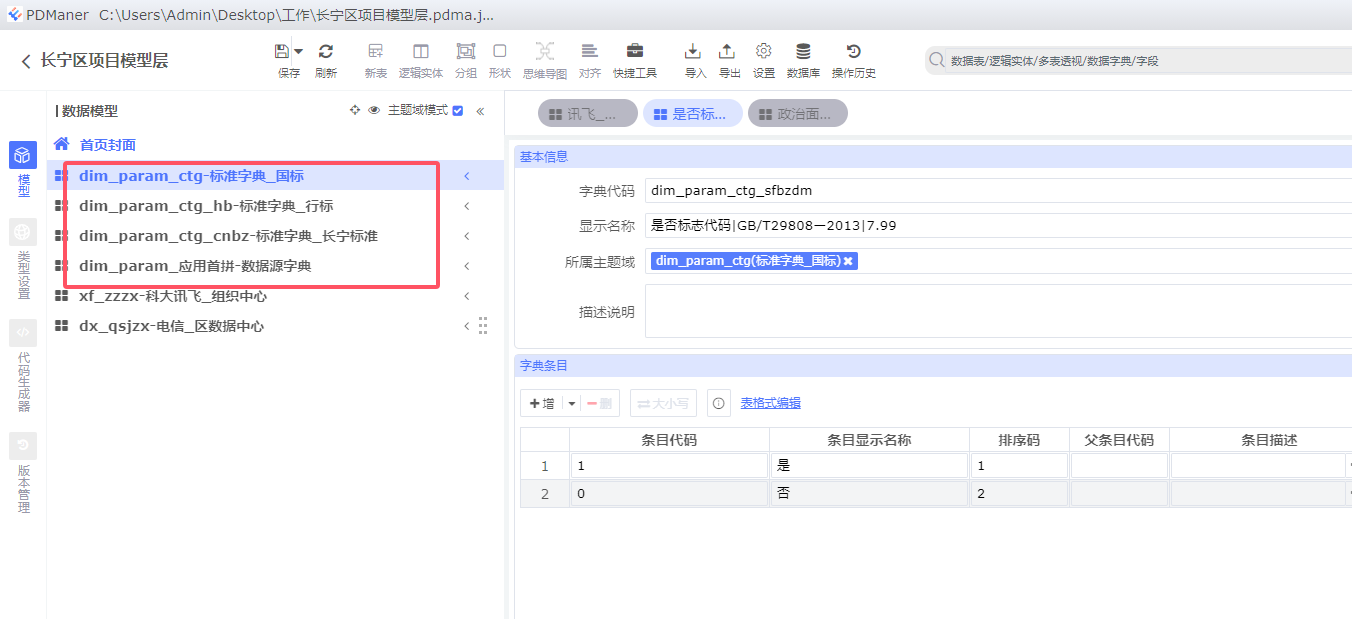 PDManer C:\Users\Admin\Desktop\工作\长宁区项目模型层.pdma.j...
长宁区项目模型层
保存 刷新 新表 逻辑实体 分组 形状 思维导图 对齐 快捷工具 导入 导出 设置 数据库 操作历史
数据表/逻辑实体/多表透视/数据字典/字段
模型
类型设置
代码生成器
版本管理
数据模型 主题域模式
首页封面
dim_param_ctg-标准字典_国标
dim_param_ctg_hb-标准字典_行标
dim_param_ctg_cnbz-标准字典_长宁标准
dim_param_应用首拼-数据源字典
xf_zzzx-科大讯飞_组织中心
dx_qsjzx-电信_区数据中心
讯飞_... 是否标... 政治面...
基本信息
字典代码 dim_param_ctg_sfbzdm
显示名称 是否标志代码|GB/T29808—2013|7.99
所属主题域 dim_param_ctg(标准字典_国标)
描述说明
字典条目
增 删 大小写 表格式编辑
条目代码 条目显示名称 排序码 父条目代码 条目描述
1 1 是 1
2 0 否 2